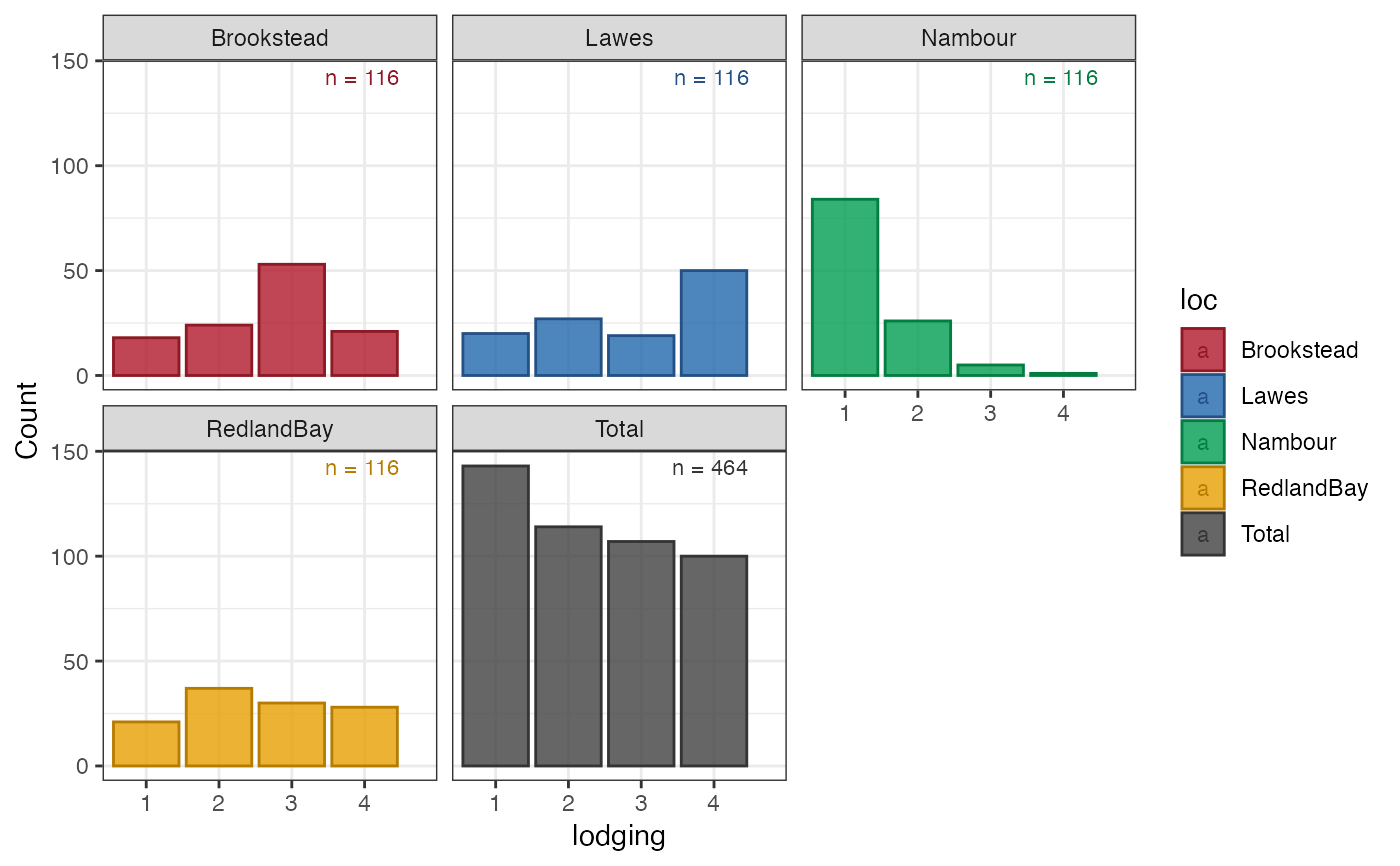 Brookstead
Lawes
Nambour
150
100
50
0
n = 116
n = 116
n = 116
1 2 3 4
Count
RedlandBay
Total
150
100
50
0
n = 116
n = 464
1 2 3 4
1 2 3 4
lodging
loc
a Brookstead
a Lawes
a Nambour
a RedlandBay
a Total